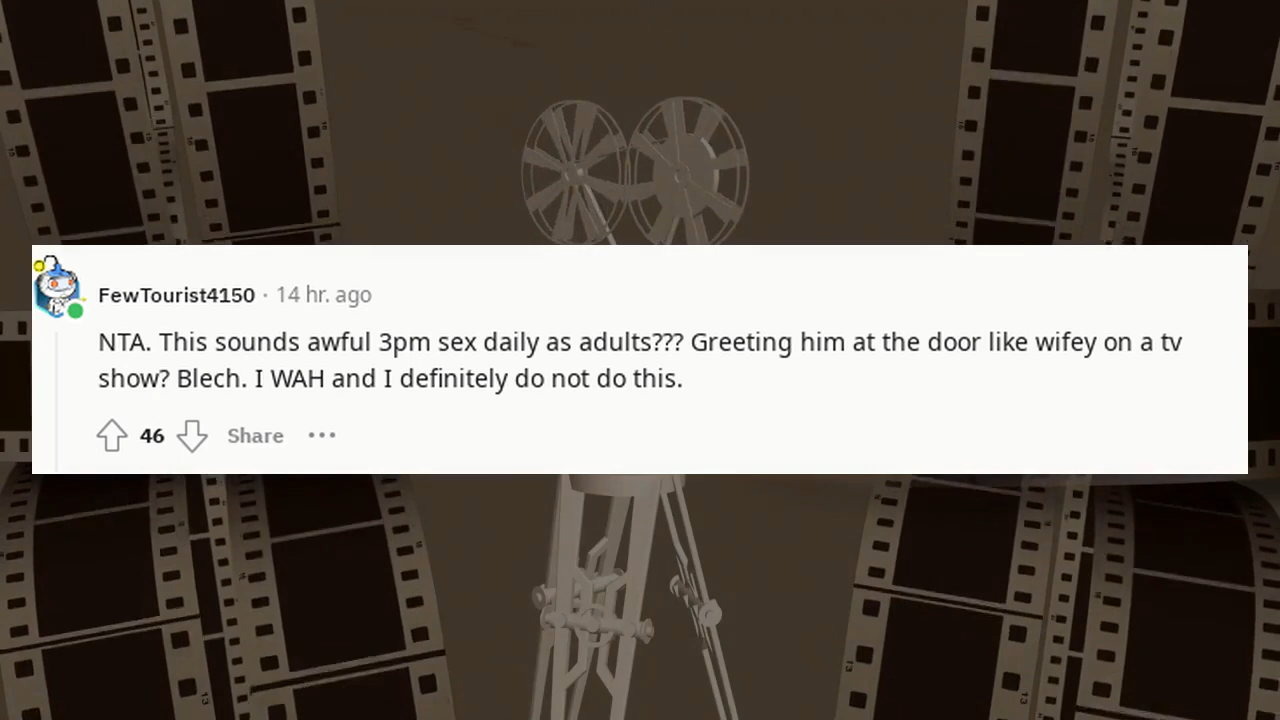 FewTourist4150 · 14 hr. ago
NTA. This sounds awful 3pm sex daily as adults??? Greeting him at the door like wifey on a tv
show? Blech. I WAH and I definitely do not do this.
46 Share •••